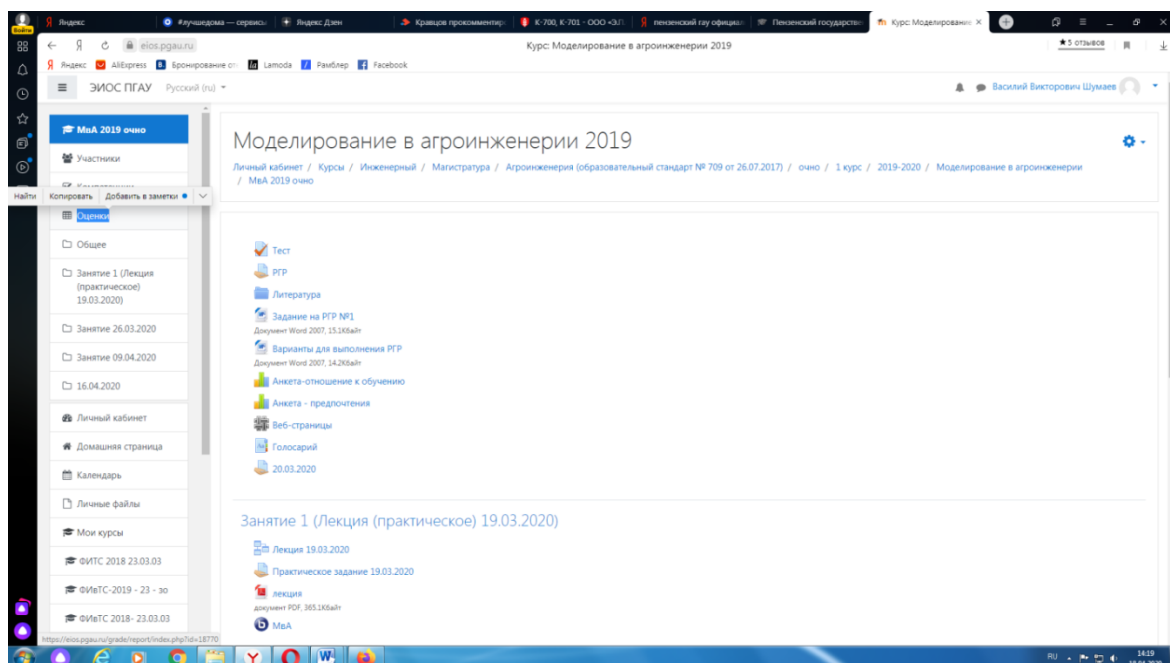 Войти
Яндекс
#лучшедома — сервисы
Яндекс Дзен
Кравцов прокомментиро
К-700, К-701 - ООО «З.Г.
пензенский гау официал
Пензенский государстве
Курс: Моделирование
eios.pgau.ru
Курс: Моделирование в агроинженерии 2019
★ 5 отзывов
Яндекс
AliExpress
Бронирование от
Lamoda
Рамблер
Facebook
ЭИОС ПГАУ
Русский (ru)
Василий Викторович Шумаев
МвА 2019 очно
Участники
Компетенции
Найти
Копировать
Добавить в заметки
Оценки
Общее
Занятие 1 (Лекция
(практическое)
19.03.2020)
Занятие 26.03.2020
Занятие 09.04.2020
16.04.2020
Личный кабинет
Домашняя страница
Календарь
Личные файлы
Мои курсы
ФИТС 2018 23.03.03
ФИвТС-2019 - 23 - зо
ФИвТС 2018- 23.03.03
https://eios.pgau.ru/grade/report/index.php?id=18770
Моделирование в агроинженерии 2019
Личный кабинет / Курсы / Инженерный / Магистратура / Агроинженерия (образовательный стандарт № 709 от 26.07.2017) / очно / 1 курс / 2019-2020 / Моделирование в агроинженерии
/ МвА 2019 очно
Тест
РГР
Литература
Задание на РГР №1
Документ Word 2007, 15.1Кбайт
Варианты для выполнения РГР
Документ Word 2007, 14.2Кбайт
Анкета-отношение к обучению
Анкета - предпочтения
Веб-страницы
Голосарий
20.03.2020
Занятие 1 (Лекция (практическое) 19.03.2020)
Лекция 19.03.2020
Практическое задание 19.03.2020
лекция
документ PDF, 365.1Кбайт
МвА
RU
14:19